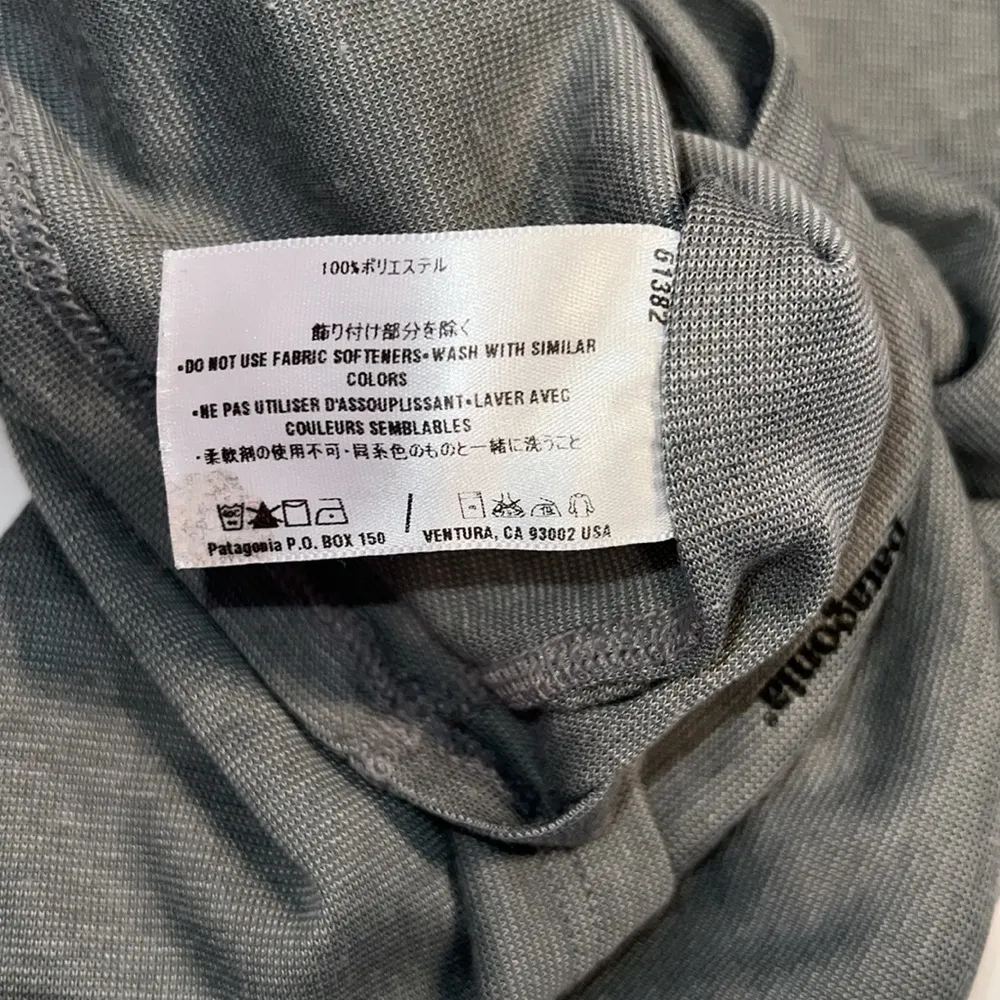 100%ポリエステル
飾り付け部分を除く
•DO NOT USE FABRIC SOFTENERS•WASH WITH SIMILAR
COLORS
•NE PAS UTILISER D'ASSOUPLISSANT•LAVER AVEC
COULEURS SEMBLABLES
・柔軟剤の使用不可・同系色のものと一緒に洗うこと
Patagonia P.O. BOX 150 / VENTURA, CA 93002 USA
61382
patagonia®